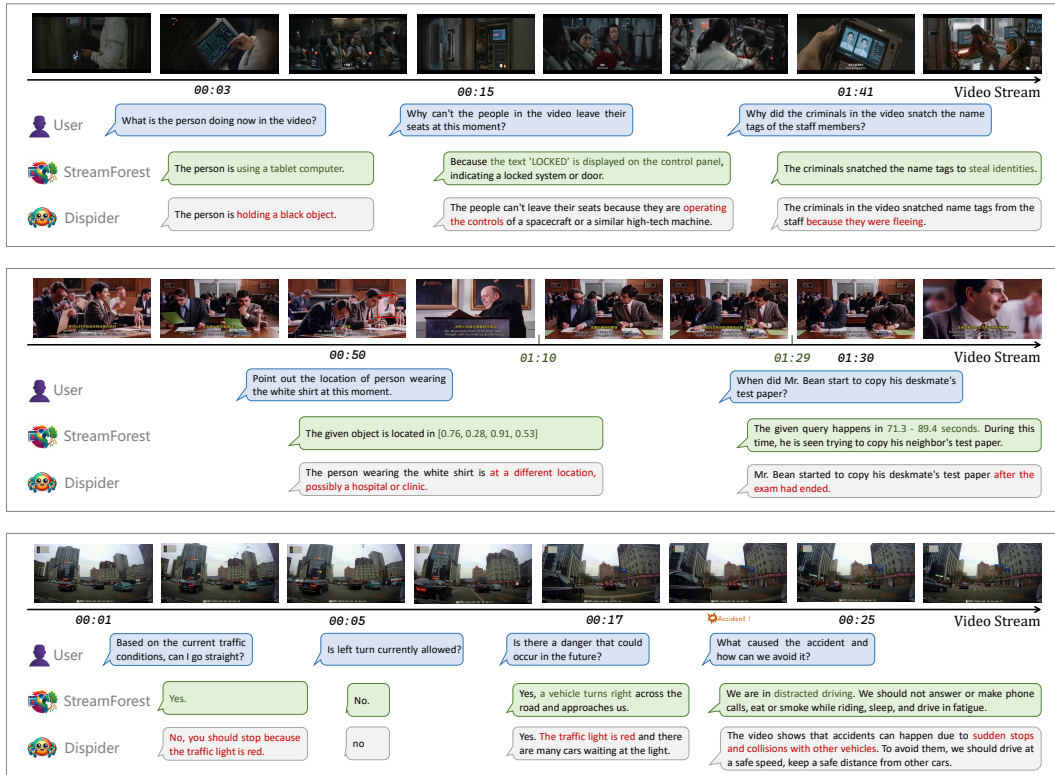 00:03
00:15
01:41
Video Stream
User
What is the person doing now in the video?
Why can't the people in the video leave their
seats at this moment?
Why did the criminals in the video snatch the name
tags of the staff members?
StreamForest
The person is using a tablet computer.
Because the text 'LOCKED' is displayed on the control panel,
indicating a locked system or door.
The criminals snatched the name tags to steal identities.
Dispider
The person is holding a black object.
The people can't leave their seats because they are operating
the controls of a spacecraft or a similar high-tech machine.
The criminals in the video snatched name tags from the
staff because they were fleeing.
00:50
01:10
01:29
01:30
Video Stream
User
Point out the location of person wearing
the white shirt at this moment.
When did Mr. Bean start to copy his deskmate's
test paper?
StreamForest
The given object is located in [0.76, 0.28, 0.91, 0.53]
The given query happens in 71.3 - 89.4 seconds. During this
time, he is seen trying to copy his neighbor's test paper.
Dispider
The person wearing the white shirt is at a different location,
possibly a hospital or clinic.
Mr. Bean started to copy his deskmate's test paper after the
exam had ended.
00:01
00:05
00:17
Accident !
00:25
Video Stream
User
Based on the current traffic
conditions, can I go straight?
Is left turn currently allowed?
Is there a danger that could
occur in the future?
What caused the accident and
how can we avoid it?
StreamForest
Yes.
No.
Yes, a vehicle turns right across the
road and approaches us.
We are in distracted driving. We should not answer or make phone
calls, eat or smoke while riding, sleep, and drive in fatigue.
Dispider
No, you should stop because
the traffic light is red.
no
Yes. The traffic light is red and there
are many cars waiting at the light.
The video shows that accidents can happen due to sudden stops
and collisions with other vehicles. To avoid them, we should drive at
a safe speed, keep a safe distance from other cars.